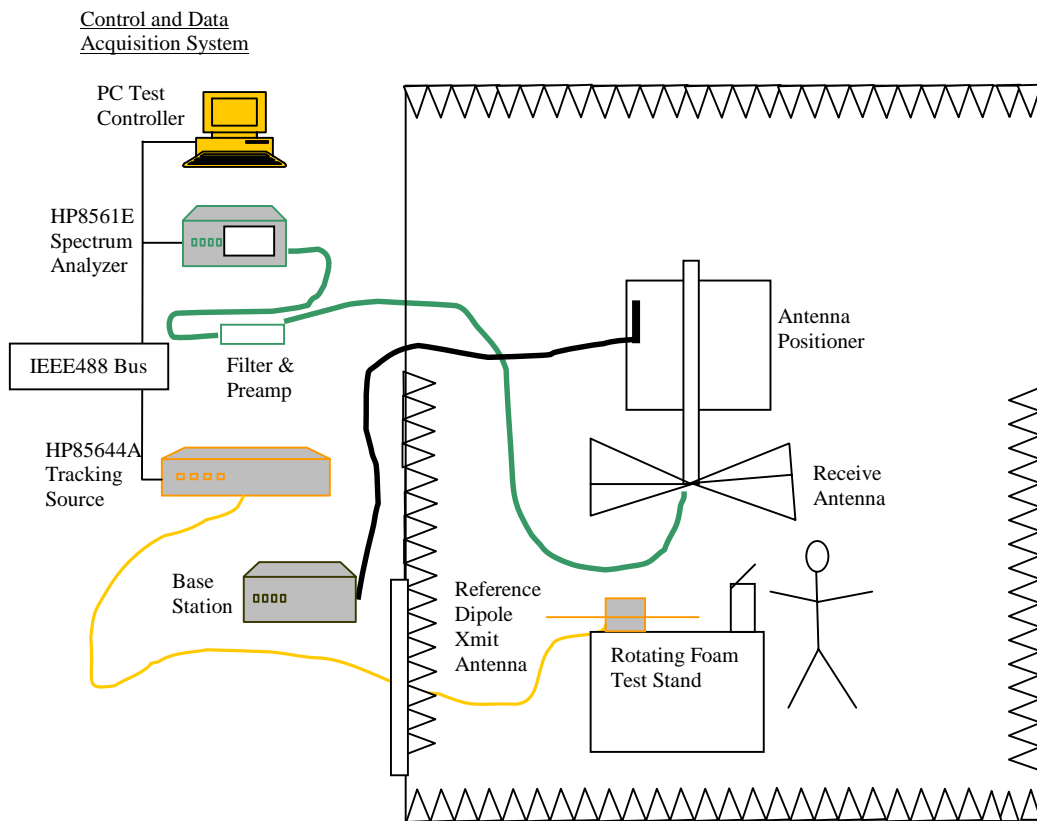 Control and Data
Acquisition System
PC Test
Controller
HP8561E
Spectrum
Analyzer
Filter &
Preamp
IEEE488 Bus
HP85644A
Tracking
Source
Base
Station
Antenna
Positioner
Receive
Antenna
Reference
Dipole
Xmit
Antenna
Rotating Foam
Test Stand